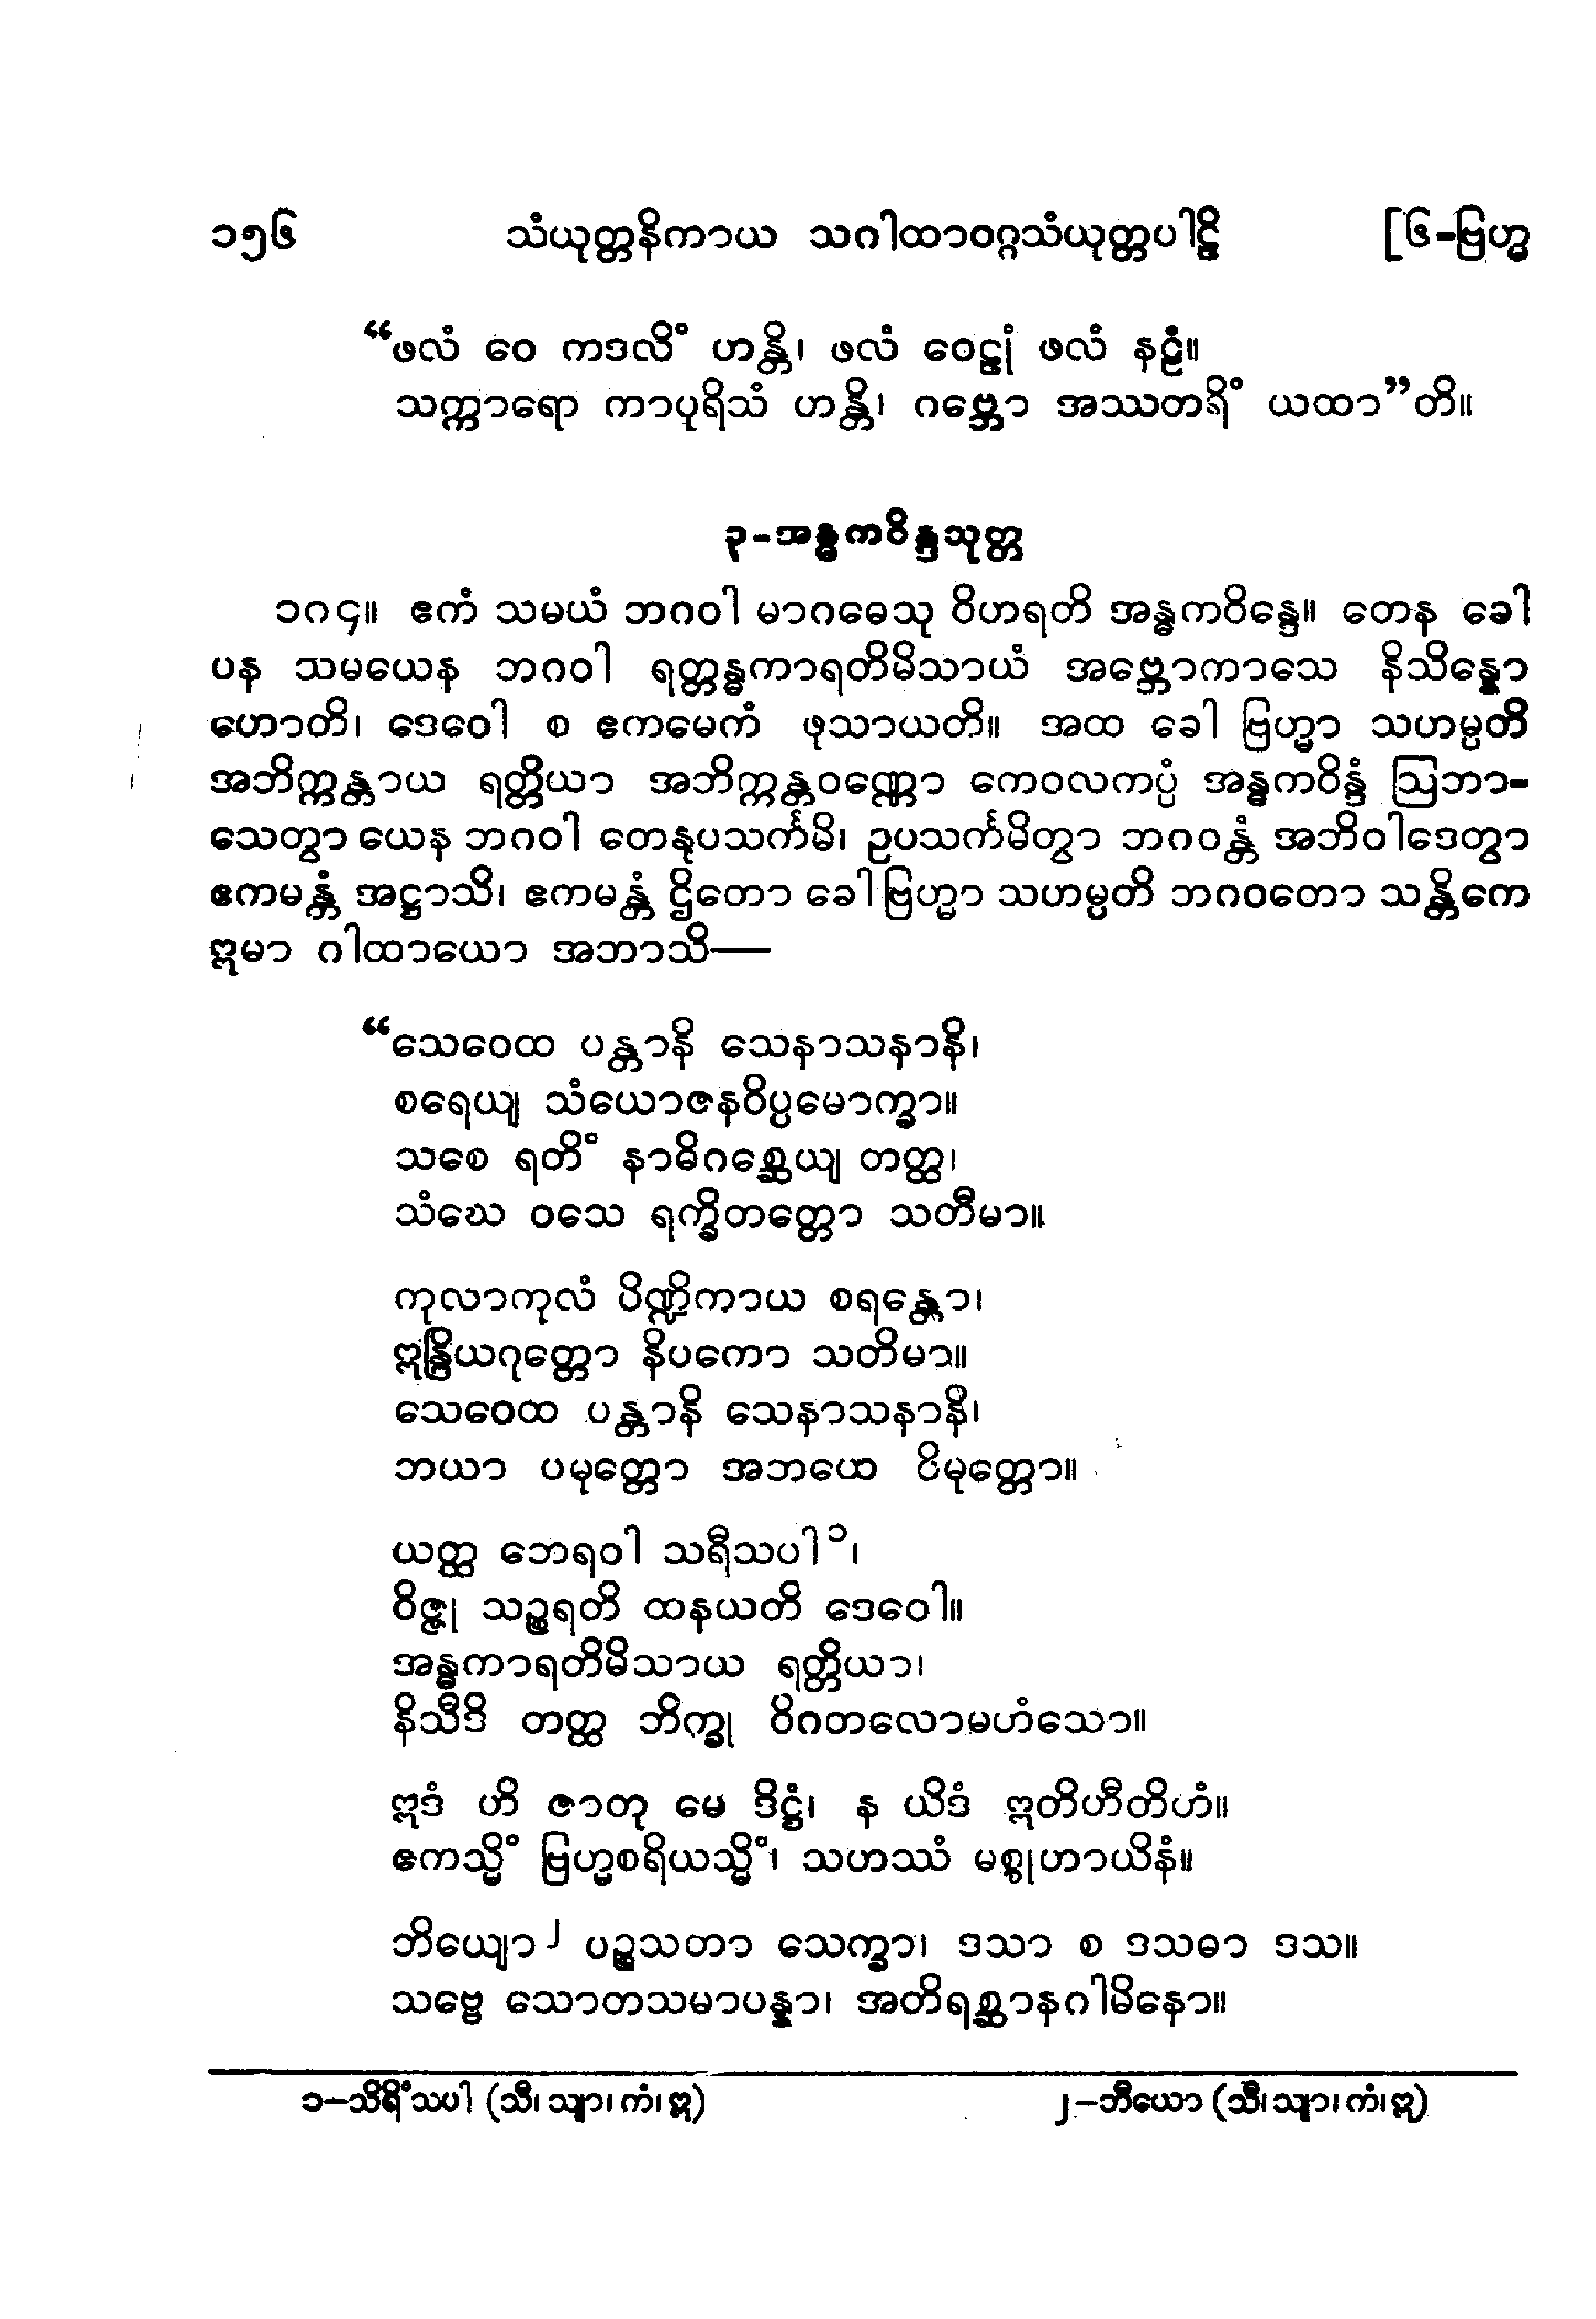 ၁၅၆ သံယုတ္တနိကာယ သဂါထာဝဂ္ဂသံယုတ္တပါဠိ [၆-ဗြဟ္မ
“ဖလံ ဝေ ကဒလိံ ဟန္တိ၊ ဖလံ ဝေဠုံ ဖလံ နဠံ။
သက္ကာရော ကာပုရိသံ ဟန္တိ၊ ဂဗ္ဘော အဿတရိံ ယထာ”တိ။
၃-အန္ဓကဝိန္ဒသုတ္တ
၁၈၄။ ဧကံ သမယံ ဘဂဝါ မာဂဓေသု ဝိဟရတိ အန္ဓကဝိန္ဒေ။ တေန ခေါ
ပန သမယေန ဘဂဝါ ရတ္တန္ဓကာရတိမိသာယံ အဗ္ဘောကာသေ နိသိန္နော
ဟောတိ၊ ဒေဝေါ စ ဧကမေကံ ဖုသာယတိ။ အထ ခေါ ဗြဟ္မာ သဟမ္ပတိ
အဘိက္ကန္တာယ ရတ္တိယာ အဘိက္ကန္တဝဏ္ဏော ကေဝလကပ္ပံ အန္ဓကဝိန္ဒံ ဩဘာ-
သေတွာ ယေန ဘဂဝါ တေနုပသင်္ကမိ၊ ဥပသင်္ကမိတွာ ဘဂဝန္တံ အဘိဝါဒေတွာ
ဧကမန္တံ အဋ္ဌာသိ၊ ဧကမန္တံ ဌိတော ခေါ ဗြဟ္မာ သဟမ္ပတိ ဘဂဝတော သန္တိကေ
ဣမာ ဂါထာယော အဘာသိ—
“သေဝေထ ပန္တာနိ သေနာသနာနိ၊
စရေယျ သံယောဇနဝိပ္ပမောက္ခာ။
သစေ ရတိံ နာဓိဂစ္ဆေယျ တတ္ထ၊
သံဃေ ဝသေ ရက္ခိတတ္တော သတီမာ။
ကုလာကုလံ ပိဏ္ဍိကာယ စရန္တော၊
ဣန္ဒြိယဂုတ္တော နိပကော သတိမာ။
သေဝေထ ပန္တာနိ သေနာသနာနိ၊
ဘယာ ပမုတ္တော အဘယေ ဝိမုတ္တော။
ယတ္ထ ဘေရဝါ သရီသပါ၁၊
ဝိဇ္ဇု သဉ္စရတိ ထနယတိ ဒေဝေါ။
အန္ဓကာရတိမိသာယ ရတ္တိယာ၊
နိသီဒိ တတ္ထ ဘိက္ခု ဝိဂတလောမဟံသော။
ဣဒံ ဟိ ဇာတု မေ ဒိဋ္ဌံ၊ န ယိဒံ ဣတိဟီတိဟံ။
ဧကသ္မိံ ဗြဟ္မစရိယသ္မိံ၊ သဟဿံ မစ္စုဟာယိနံ။
ဘိယျော၂ ပဉ္စသတာ သေက္ခာ၊ ဒသာ စ ဒသဓာ ဒသ။
သဗ္ဗေ သောတသမာပန္နာ၊ အတိရစ္ဆာနဂါမိနော။
၁–သိရိံသပါ (သီ၊ သျာ၊ ကံ၊ ဣ) ၂–ဘီယော (သီ၊ သျာ၊ ကံ၊ ဣ)